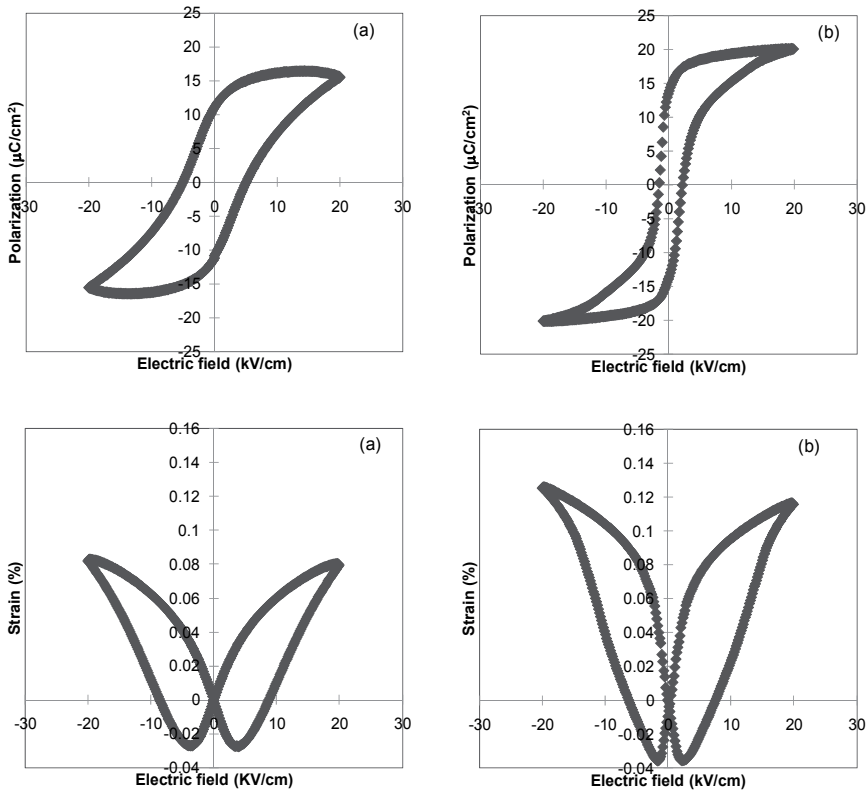 (a)
Polarization (µC/cm²)
25
20
15
10
5
0
-5
-10
-15
-20
-25
-30 -20 -10 0 10 20 30
Electric field (kV/cm)
(b)
Polarization (µC/cm²)
25
20
15
10
5
0
-5
-10
-15
-20
-25
-30 -20 -10 0 10 20 30
Electric field (kV/cm)
(a)
Strain (%)
0.16
0.14
0.12
0.1
0.08
0.06
0.04
0.02
0
-0.02
-0.04
-30 -20 -10 0 10 20 30
Electric field (KV/cm)
(b)
Strain (%)
0.16
0.14
0.12
0.1
0.08
0.06
0.04
0.02
0
-0.02
-0.04
-30 -20 -10 0 10 20 30
Electric field (kV/cm)